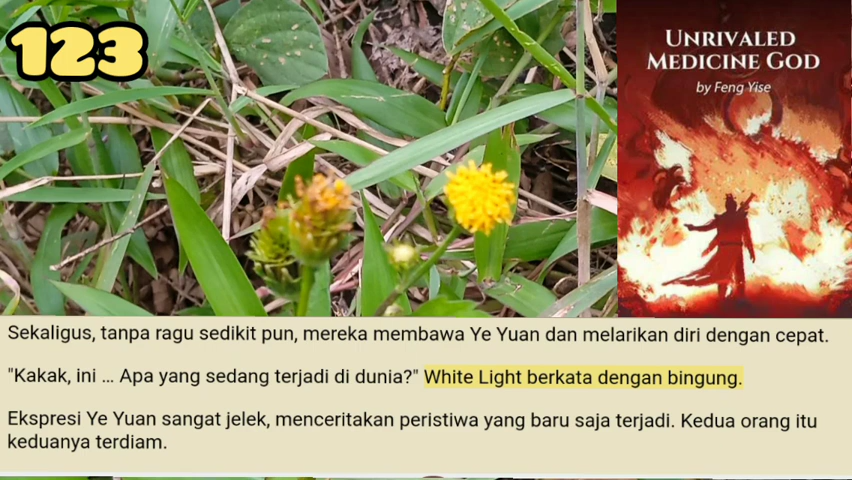 123
UNRIVALED
MEDICINE GOD
by Feng Yise
Sekaligus, tanpa ragu sedikit pun, mereka membawa Ye Yuan dan melarikan diri dengan cepat.
"Kakak, ini ... Apa yang sedang terjadi di dunia?" White Light berkata dengan bingung.
Ekspresi Ye Yuan sangat jelek, menceritakan peristiwa yang baru saja terjadi. Kedua orang itu
keduanya terdiam.